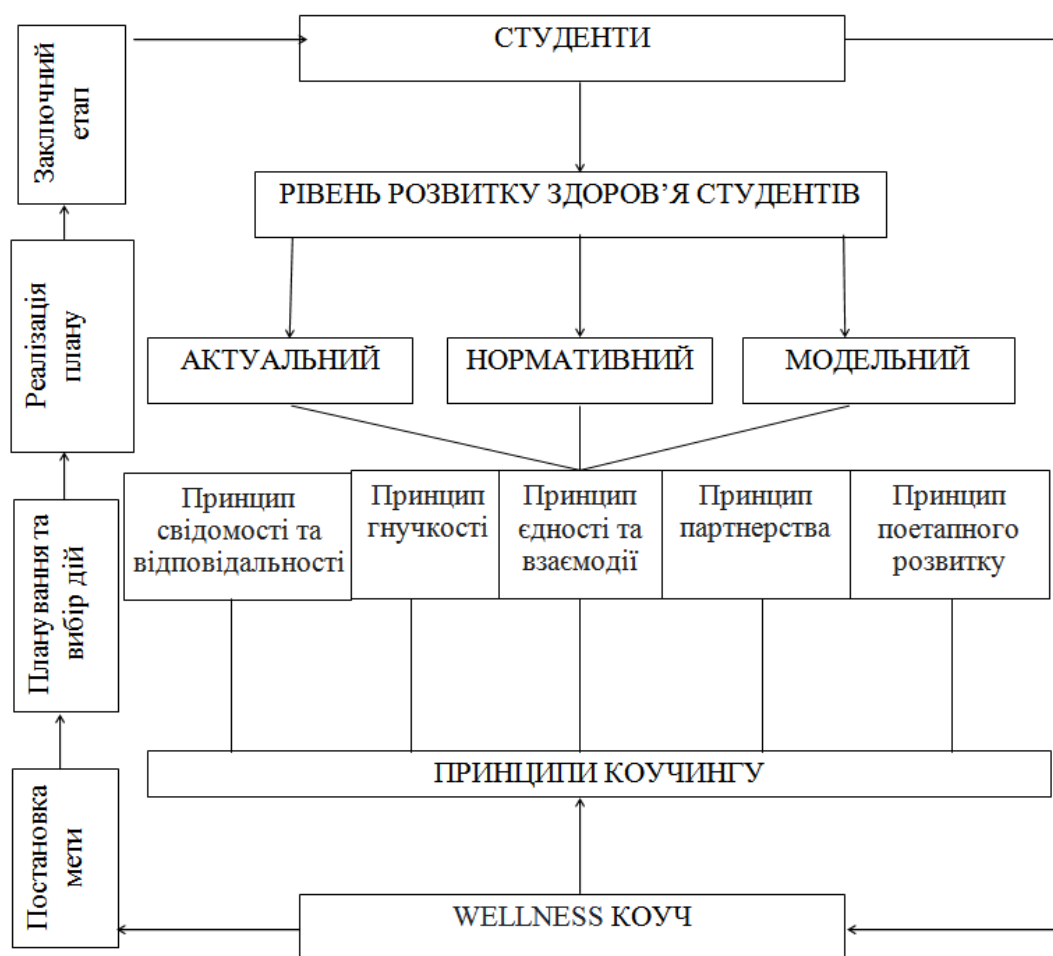 СТУДЕНТИ
Заключний
етап
РІВЕНЬ РОЗВИТКУ ЗДОРОВ’Я СТУДЕНТІВ
Реалізація
плану
АКТУАЛЬНИЙ
НОРМАТИВНИЙ
МОДЕЛЬНИЙ
Принцип
свідомості та
відповідальності
Принцип
гнучкості
Принцип
єдності та
взаємодії
Принцип
партнерства
Принцип
поетапного
розвитку
Планування та
вибір дій
ПРИНЦИПИ КОУЧИНГУ
Постановка
мети
WELLNESS КОУЧ